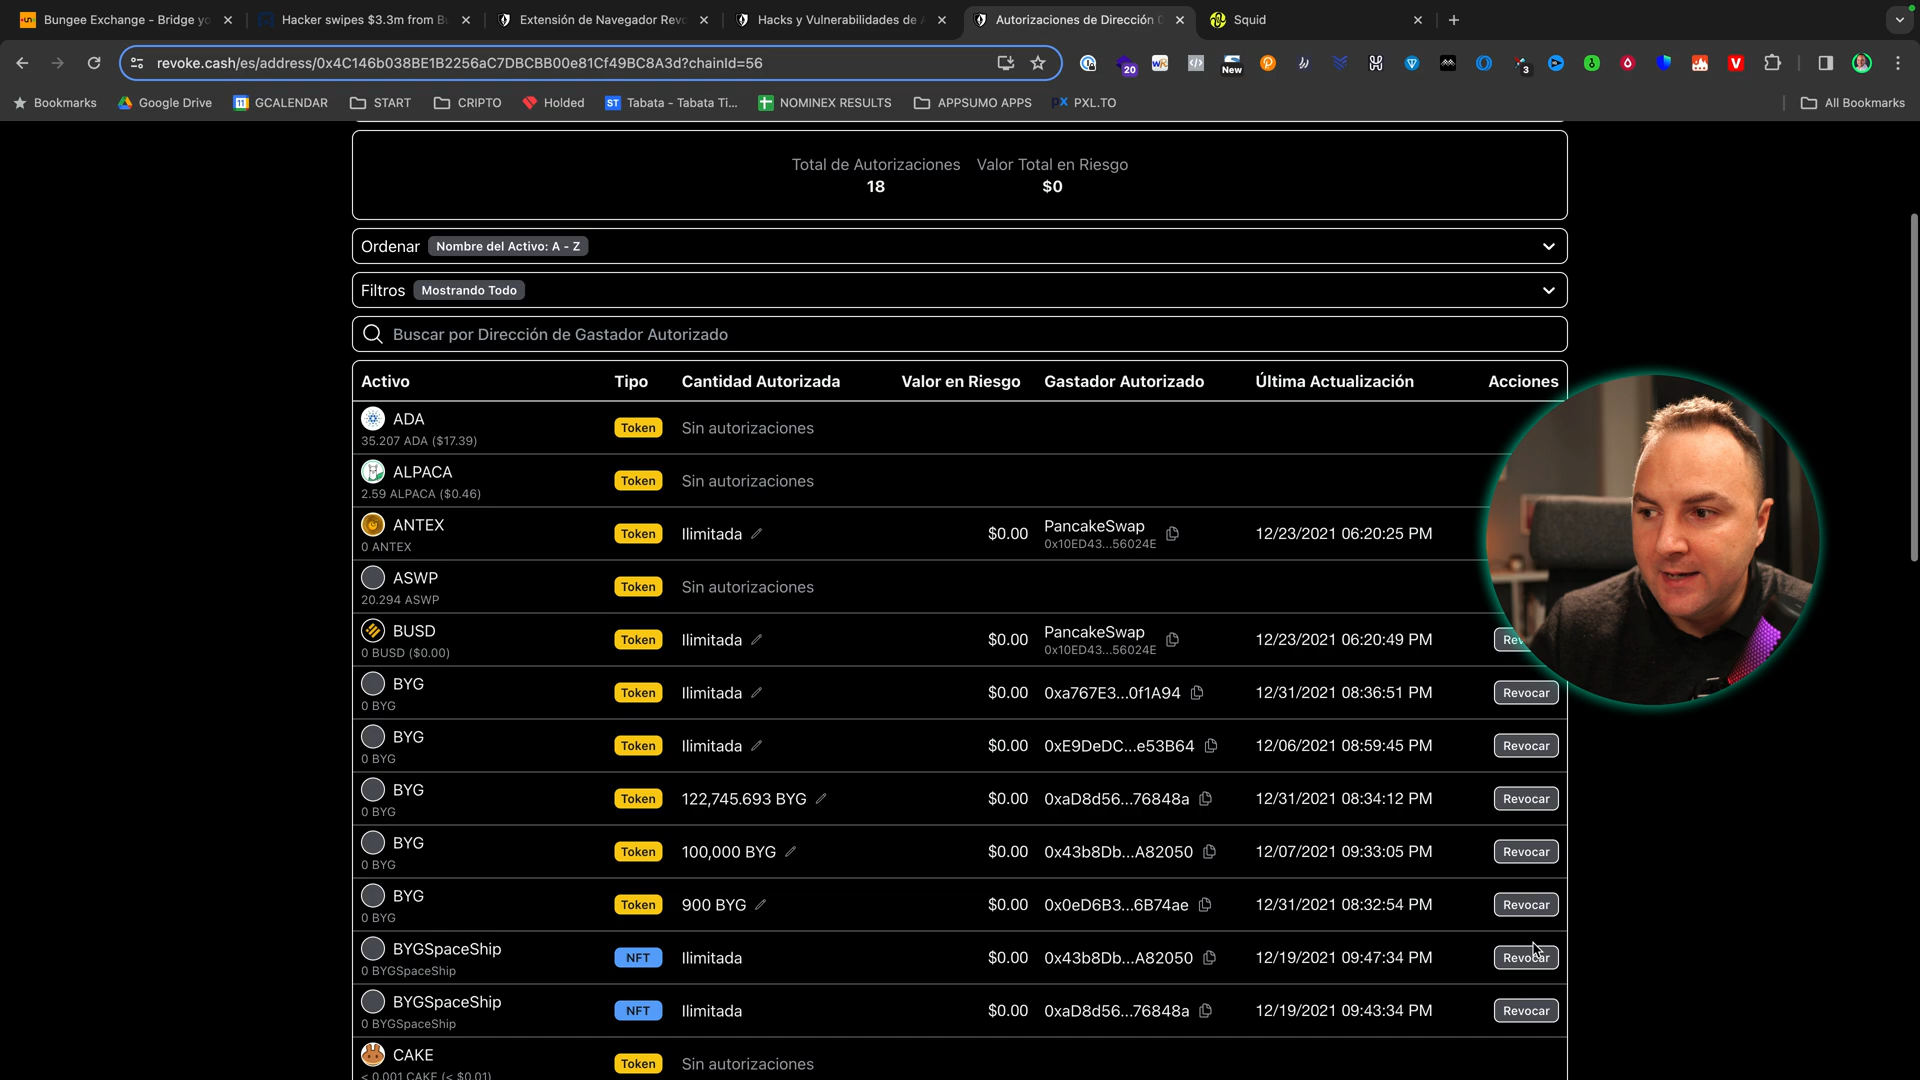 Bungee Exchange - Bridge yo
Hacker swipes $3.3m from Bu
Extensión de Navegador Revo
Hacks y Vulnerabilidades de A
Autorizaciones de Dirección 0
Squid
revoke.cash/es/address/0x4C146b038BE1B2256aC7DBCBB00e81Cf49BC8A3d?chainId=56
20
New
3
Bookmarks
Google Drive
GCALENDAR
START
CRIPTO
Holded
Tabata - Tabata Ti...
NOMINEX RESULTS
APPSUMO APPS
PXL.TO
All Bookmarks
Total de Autorizaciones Valor Total en Riesgo
18 $0
Ordenar Nombre del Activo: A - Z
Filtros Mostrando Todo
Buscar por Dirección de Gastador Autorizado
Activo Tipo Cantidad Autorizada Valor en Riesgo Gastador Autorizado Última Actualización Acciones
ADA
35.207 ADA ($17.39)
Token Sin autorizaciones
ALPACA
2.59 ALPACA ($0.46)
Token Sin autorizaciones
ANTEX
0 ANTEX
Token Ilimitada $0.00 PancakeSwap
0x10ED43...56024E
12/23/2021 06:20:25 PM
ASWP
20.294 ASWP
Token Sin autorizaciones
BUSD
0 BUSD ($0.00)
Token Ilimitada $0.00 PancakeSwap
0x10ED43...56024E
12/23/2021 06:20:49 PM
BYG
0 BYG
Token Ilimitada $0.00 0xa767E3...0f1A94 12/31/2021 08:36:51 PM Revocar
BYG
0 BYG
Token Ilimitada $0.00 0xE9DeDC...e53B64 12/06/2021 08:59:45 PM Revocar
BYG
0 BYG
Token 122,745.693 BYG $0.00 0xaD8d56...76848a 12/31/2021 08:34:12 PM Revocar
BYG
0 BYG
Token 100,000 BYG $0.00 0x43b8Db...A82050 12/07/2021 09:33:05 PM Revocar
BYG
0 BYG
Token 900 BYG $0.00 0x0eD6B3...6B74ae 12/31/2021 08:32:54 PM Revocar
BYGSpaceShip
0 BYGSpaceShip
NFT Ilimitada $0.00 0x43b8Db...A82050 12/19/2021 09:47:34 PM Revocar
BYGSpaceShip
0 BYGSpaceShip
NFT Ilimitada $0.00 0xaD8d56...76848a 12/19/2021 09:43:34 PM Revocar
CAKE
< 0.001 CAKE (< $0.01)
Token Sin autorizaciones